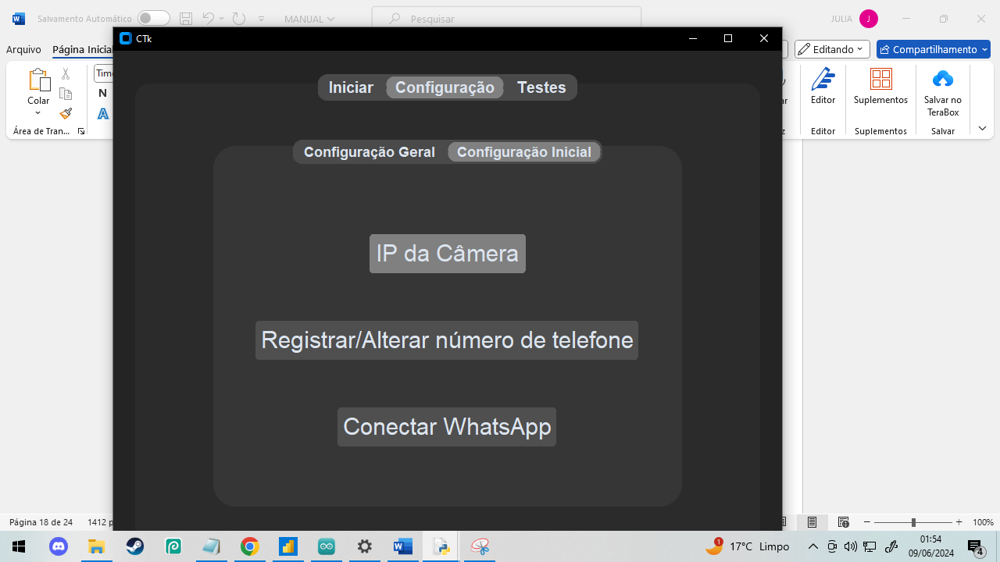 Salvamento Automático
MANUAL
Pesquisar
JULIA
J
CTk
Arquivo
Página Inicial
Editando
Compartilhamento
Iniciar
Configuração
Testes
Colar
N
A
Área de Tran...
Editor
Suplementos
Salvar no
TeraBox
Editor
Suplementos
Salvar
Configuração Geral
Configuração Inicial
IP da Câmera
Registrar/Alterar número de telefone
Conectar WhatsApp
Página 18 de 24
100%
1
17°C
Limpo
01:54
09/06/2024
4